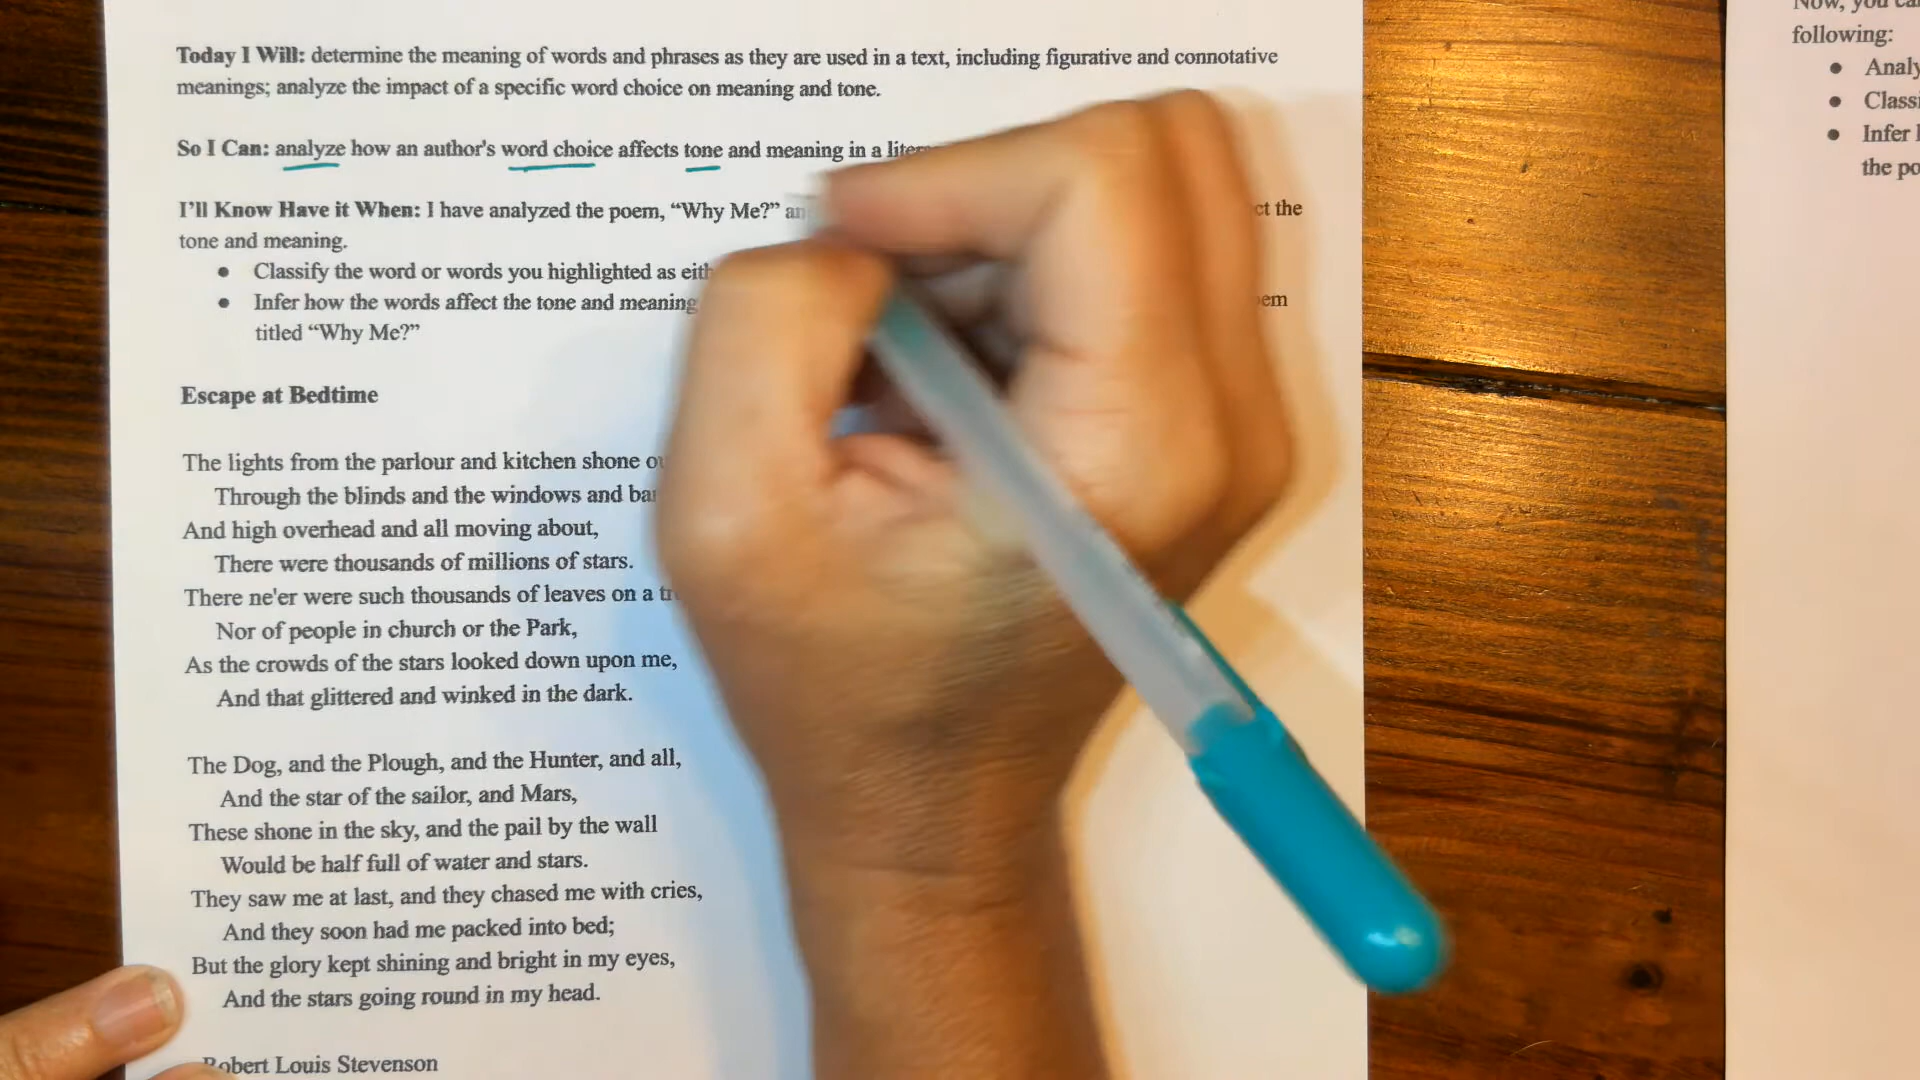 Today I Will: determine the meaning of words and phrases as they are used in a text, including figurative and connotative
meanings; analyze the impact of a specific word choice on meaning and tone.
So I Can: analyze how an author's word choice affects tone and meaning in a
I’ll Know Have it When: I have analyzed the poem, “Why Me?” the
tone and meaning.
● Classify the word or words you highlighted as
● Infer how the words affect the tone and meaning
titled “Why Me?”
Escape at Bedtime
The lights from the parlour and kitchen shone
Through the blinds and the windows and
And high overhead and all moving about,
There were thousands of millions of stars.
There ne'er were such thousands of leaves on a
Nor of people in church or the Park,
As the crowds of the stars looked down upon me,
And that glittered and winked in the dark.
The Dog, and the Plough, and the Hunter, and all,
And the star of the sailor, and Mars,
These shone in the sky, and the pail by the wall
Would be half full of water and stars.
They saw me at last, and they chased me with cries,
And they soon had me packed into bed;
But the glory kept shining and bright in my eyes,
And the stars going round in my head.
Robert Louis Stevenson
Now, you
following:
●
●
● Infer
the